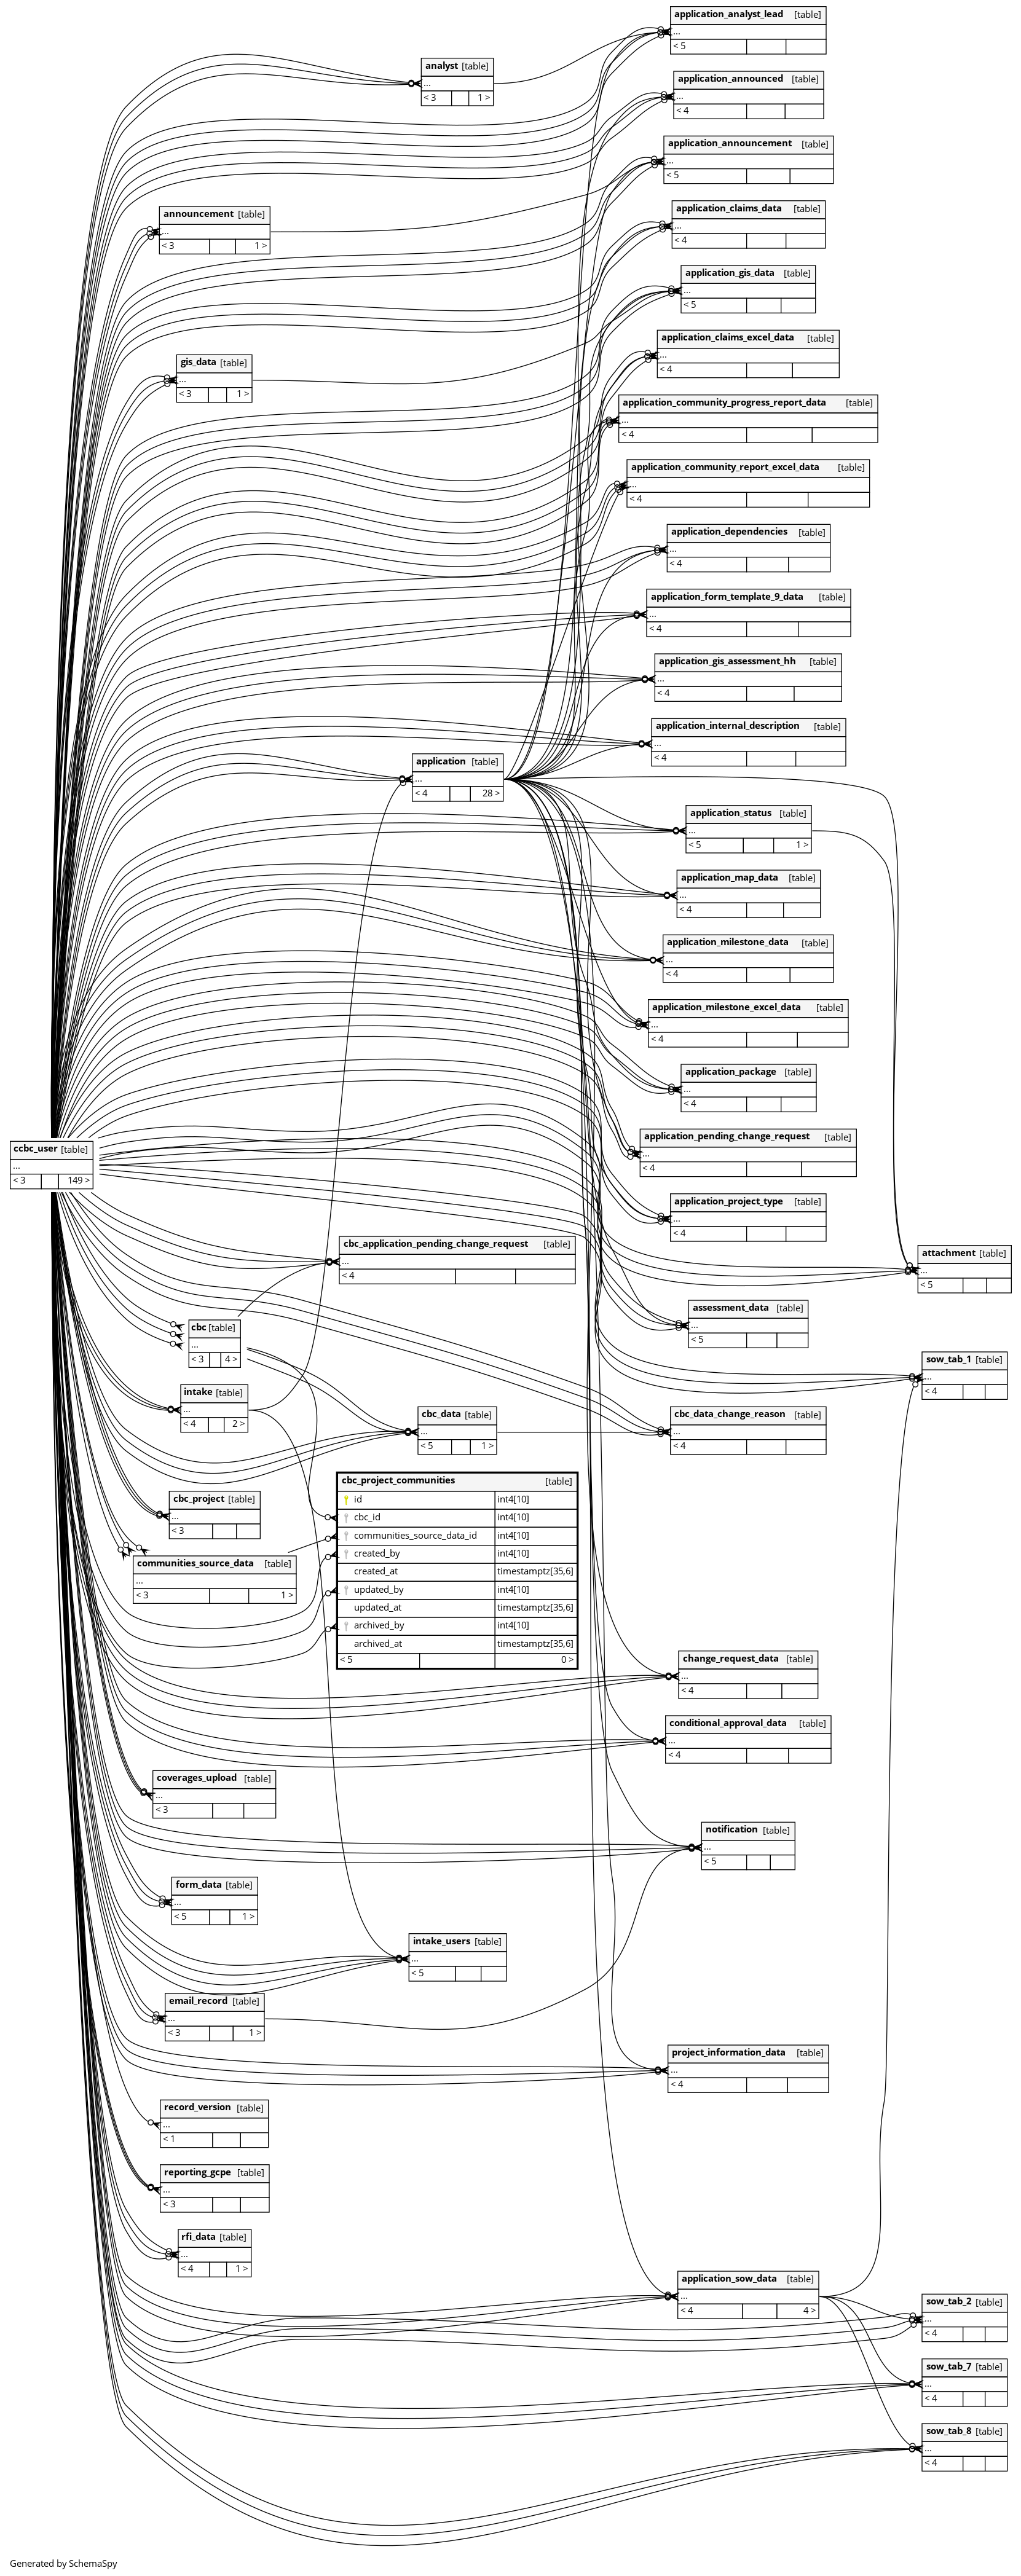 application_analyst_lead [table]
...
< 5
analyst [table]
...
< 3 1 >
application_announced [table]
...
< 4
application_announcement [table]
...
< 5
application_claims_data [table]
...
< 4
announcement [table]
...
< 3 1 >
application_gis_data [table]
...
< 5
application_claims_excel_data [table]
...
< 4
gis_data [table]
...
< 3 1 >
application_community_progress_report_data [table]
...
< 4
application_community_report_excel_data [table]
...
< 4
application_dependencies [table]
...
< 4
application_form_template_9_data [table]
...
< 4
application_gis_assessment_hh [table]
...
< 4
application_internal_description [table]
...
< 4
application [table]
...
< 4 28 >
application_status [table]
...
< 5 1 >
application_map_data [table]
...
< 4
application_milestone_data [table]
...
< 4
application_milestone_excel_data [table]
...
< 4
application_package [table]
...
< 4
application_pending_change_request [table]
...
< 4
ccbc_user [table]
...
< 3 149 >
application_project_type [table]
...
< 4
cbc_application_pending_change_request [table]
...
< 4
attachment [table]
...
< 5
assessment_data [table]
...
< 5
cbc [table]
...
< 3 4 >
sow_tab_1 [table]
...
< 4
intake [table]
...
< 4 2 >
cbc_data [table]
...
< 5 1 >
cbc_data_change_reason [table]
...
< 4
cbc_project_communities [table]
id int4[10]
cbc_id int4[10]
communities_source_data_id int4[10]
created_by int4[10]
created_at timestamptz[35,6]
updated_by int4[10]
updated_at timestamptz[35,6]
archived_by int4[10]
archived_at timestamptz[35,6]
< 5 0 >
cbc_project [table]
...
< 3
communities_source_data [table]
...
< 3 1 >
change_request_data [table]
...
< 4
conditional_approval_data [table]
...
< 4
coverages_upload [table]
...
< 3
notification [table]
...
< 5
form_data [table]
...
< 5 1 >
intake_users [table]
...
< 5
email_record [table]
...
< 3 1 >
project_information_data [table]
...
< 4
record_version [table]
...
< 1
reporting_gcpe [table]
...
< 3
rfi_data [table]
...
< 4 1 >
application_sow_data [table]
...
< 4 4 >
sow_tab_2 [table]
...
< 4
sow_tab_7 [table]
...
< 4
sow_tab_8 [table]
...
< 4
Generated by SchemaSpy